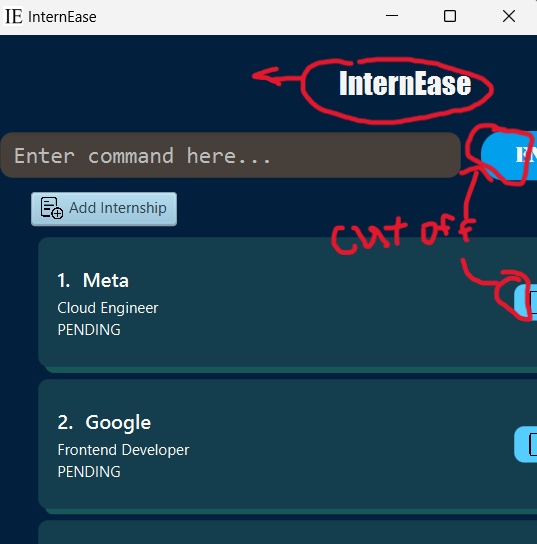 IE InternEase
InternEase
Enter command here...
Add Internship
cut off
1. Meta
Cloud Engineer
PENDING
2. Google
Frontend Developer
PENDING